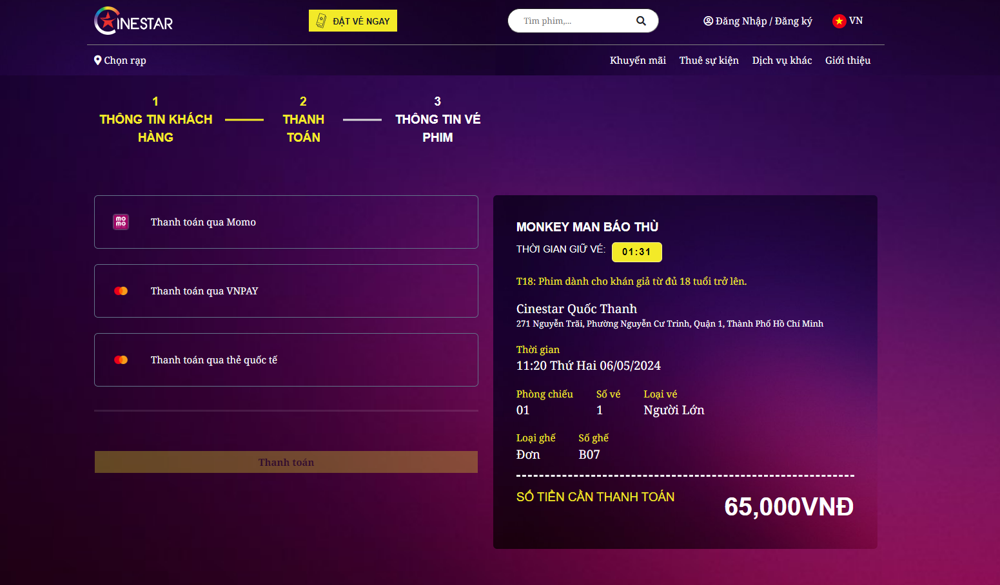 CINESTAR
ĐẶT VÉ NGAY
Tìm phim,...
Đăng Nhập / Đăng ký
VN
Chọn rạp
Khuyến mãi
Thuê sự kiện
Dịch vụ khác
Giới thiệu
1
THÔNG TIN KHÁCH
HÀNG
2
THANH
TOÁN
3
THÔNG TIN VÉ
PHIM
mo
mo
Thanh toán qua Momo
Thanh toán qua VNPAY
Thanh toán qua thẻ quốc tế
Thanh toán
MONKEY MAN BÁO THÙ
THỜI GIAN GIỮ VÉ: 01:31
T18: Phim dành cho khán giả từ đủ 18 tuổi trở lên.
Cinestar Quốc Thanh
271 Nguyễn Trãi, Phường Nguyễn Cư Trinh, Quận 1, Thành Phố Hồ Chí Minh
Thời gian
11:20 Thứ Hai 06/05/2024
Phòng chiếu Số vé Loại vé
01 1 Người Lớn
Loại ghế Số ghế
Đơn B07
SỐ TIỀN CẦN THANH TOÁN
65,000VNĐ